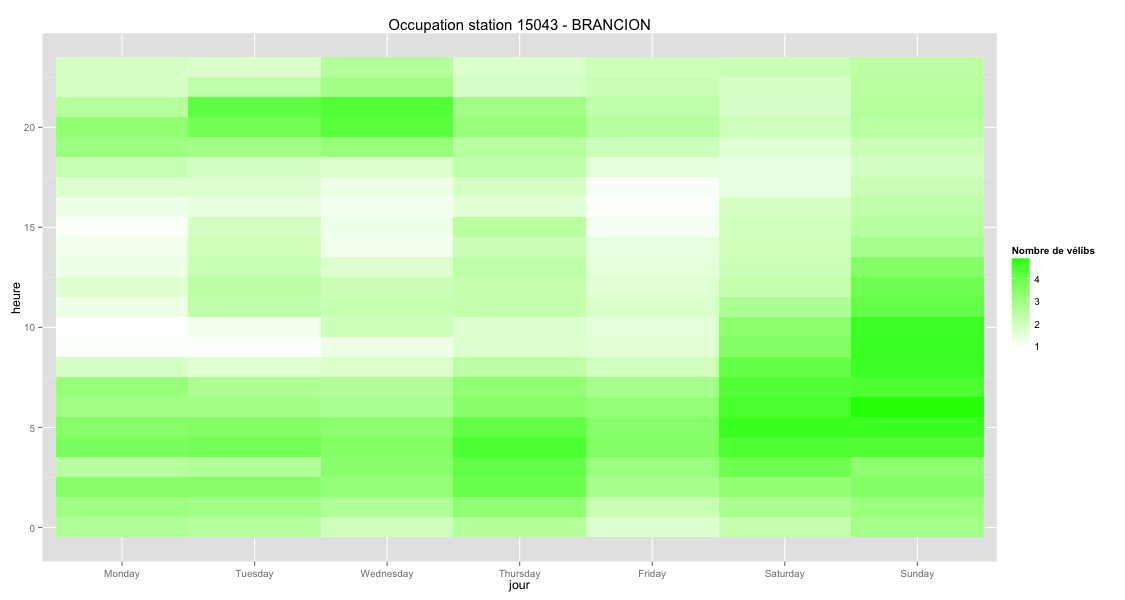 Occupation station 15043 - BRANCION
20
15
10
5
0
heure
Monday Tuesday Wednesday Thursday Friday Saturday Sunday
jour
Nombre de vélibs
4
3
2
1